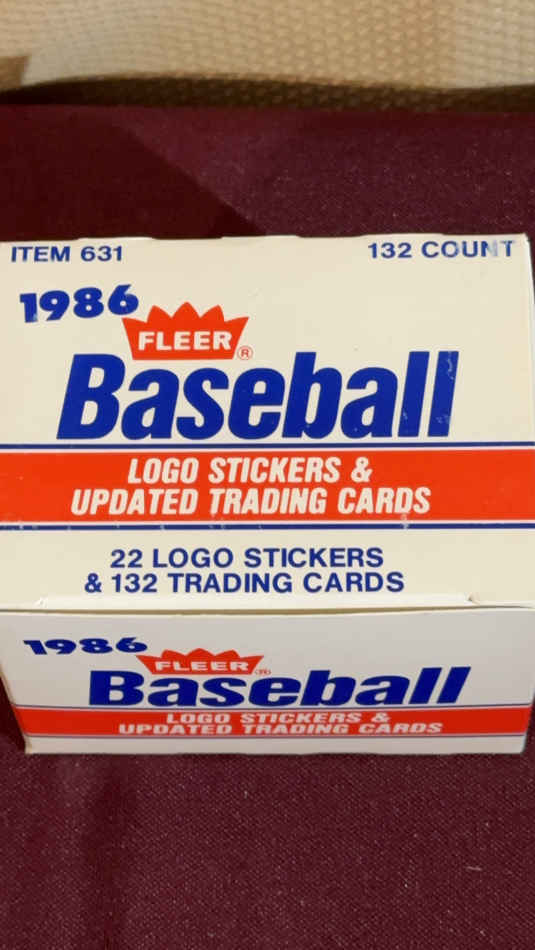 ITEM 631 132 COUNT
1986
FLEER®
Baseball
LOGO STICKERS &
UPDATED TRADING CARDS
22 LOGO STICKERS
& 132 TRADING CARDS
1986
FLEER®
Baseball
LOGO STICKERS &
UPDATED TRADING CARDS